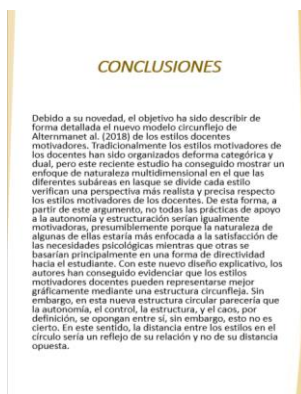 CONCLUSIONES
Debido a su novedad, el objetivo ha sido describir de
forma detallada el nuevo modelo circunflejo de
Alternmanet al. (2018) de los estilos docentes
motivadores. Tradicionalmente los estilos motivadores de
los docentes han sido organizados deforma categórica y
dual, pero este reciente estudio ha conseguido mostrar un
enfoque de naturaleza multidimensional en el que las
diferentes subáreas en lasque se divide cada estilo
verifican una perspectiva más realista y precisa respecto
los estilos motivadores de los docentes. De esta forma, a
partir de este argumento, no todas las prácticas de apoyo
a la autonomía y estructuración serían igualmente
motivadoras, presumiblemente porque la naturaleza de
algunas de ellas estaría más enfocada a la satisfacción de
las necesidades psicológicas mientras que otras se
basarían principalmente en una forma de directividad
hacia el estudiante. Con este nuevo diseño explicativo, los
autores han conseguido evidenciar que los estilos
motivadores docentes pueden representarse mejor
gráficamente mediante una estructura circunfleja. Sin
embargo, en esta nueva estructura circular parecería que
la autonomía, el control, la estructura, y el caos, por
definición, se opongan entre sí, sin embargo, esto no es
cierto. En este sentido, la distancia entre los estilos en el
círculo sería un reflejo de su relación y no de su distancia
opuesta.